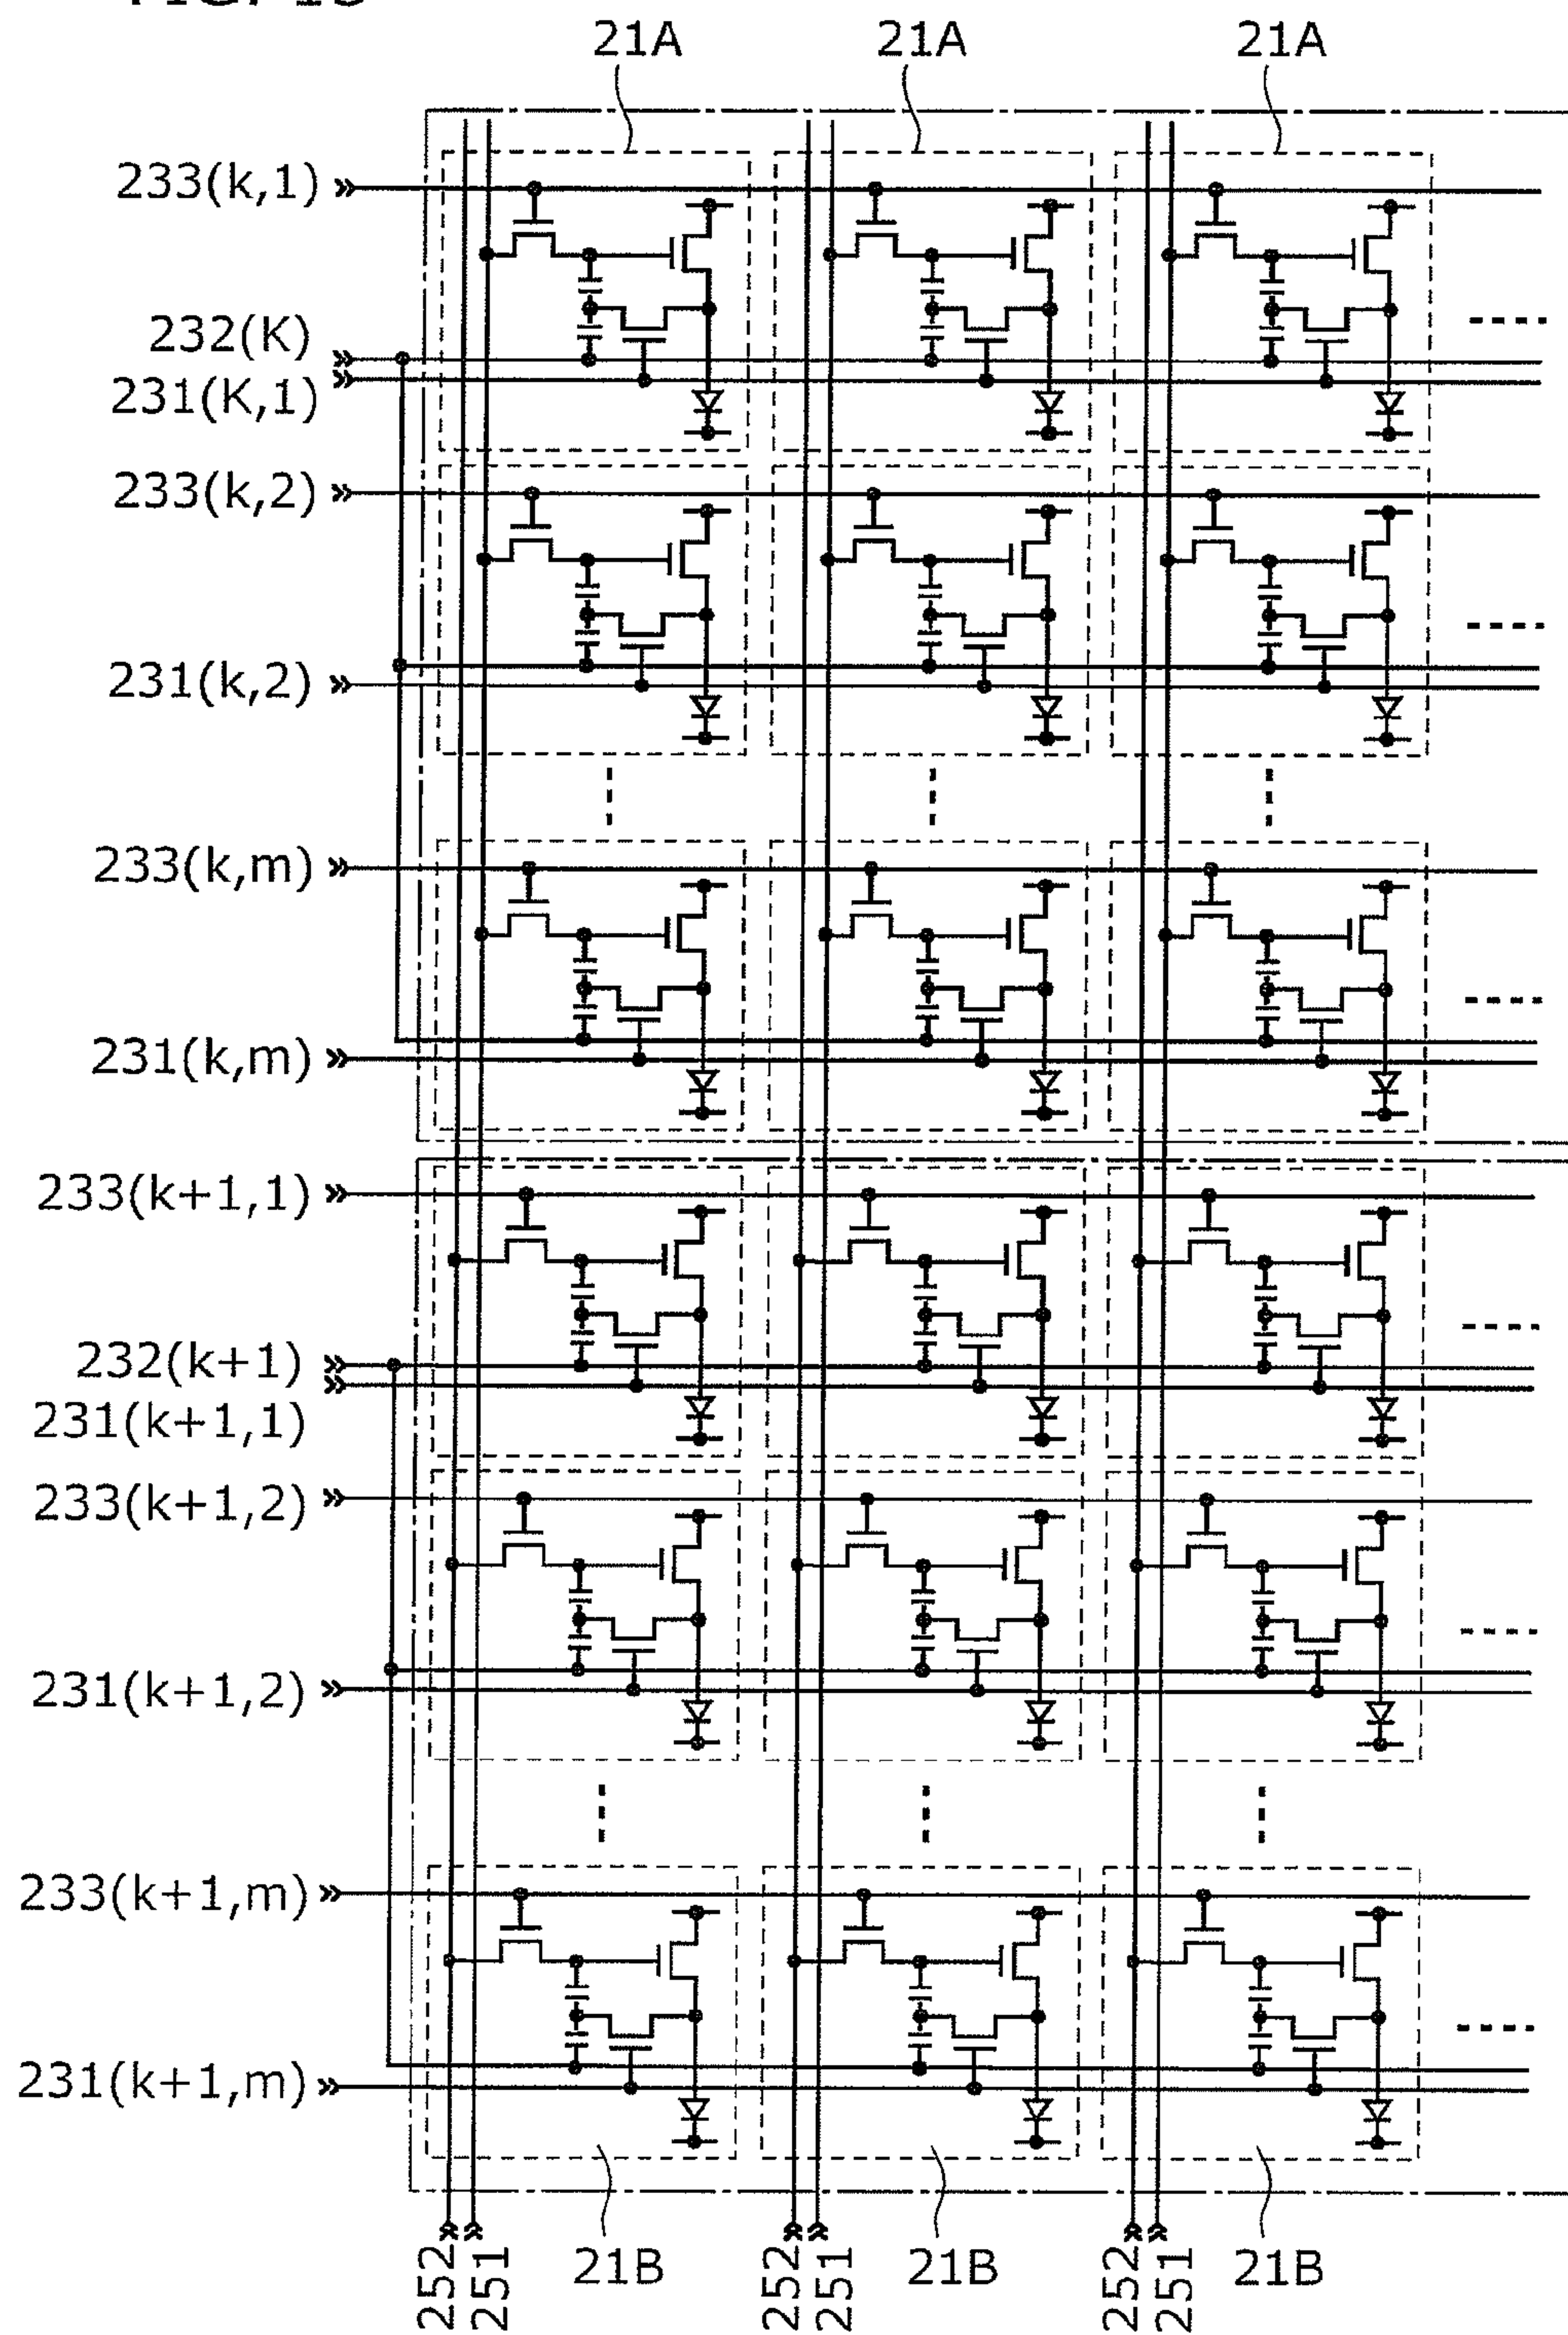 21A 21A 21A
233(k,1)
232(K)
231(K,1)
233(k,2)
231(k,2)
233(k,m)
231(k,m)
233(k+1,1)
232(k+1)
231(k+1,1)
233(k+1,2)
231(k+1,2)
233(k+1,m)
231(k+1,m)
252 251 21B 252 251 21B 252 251 21B